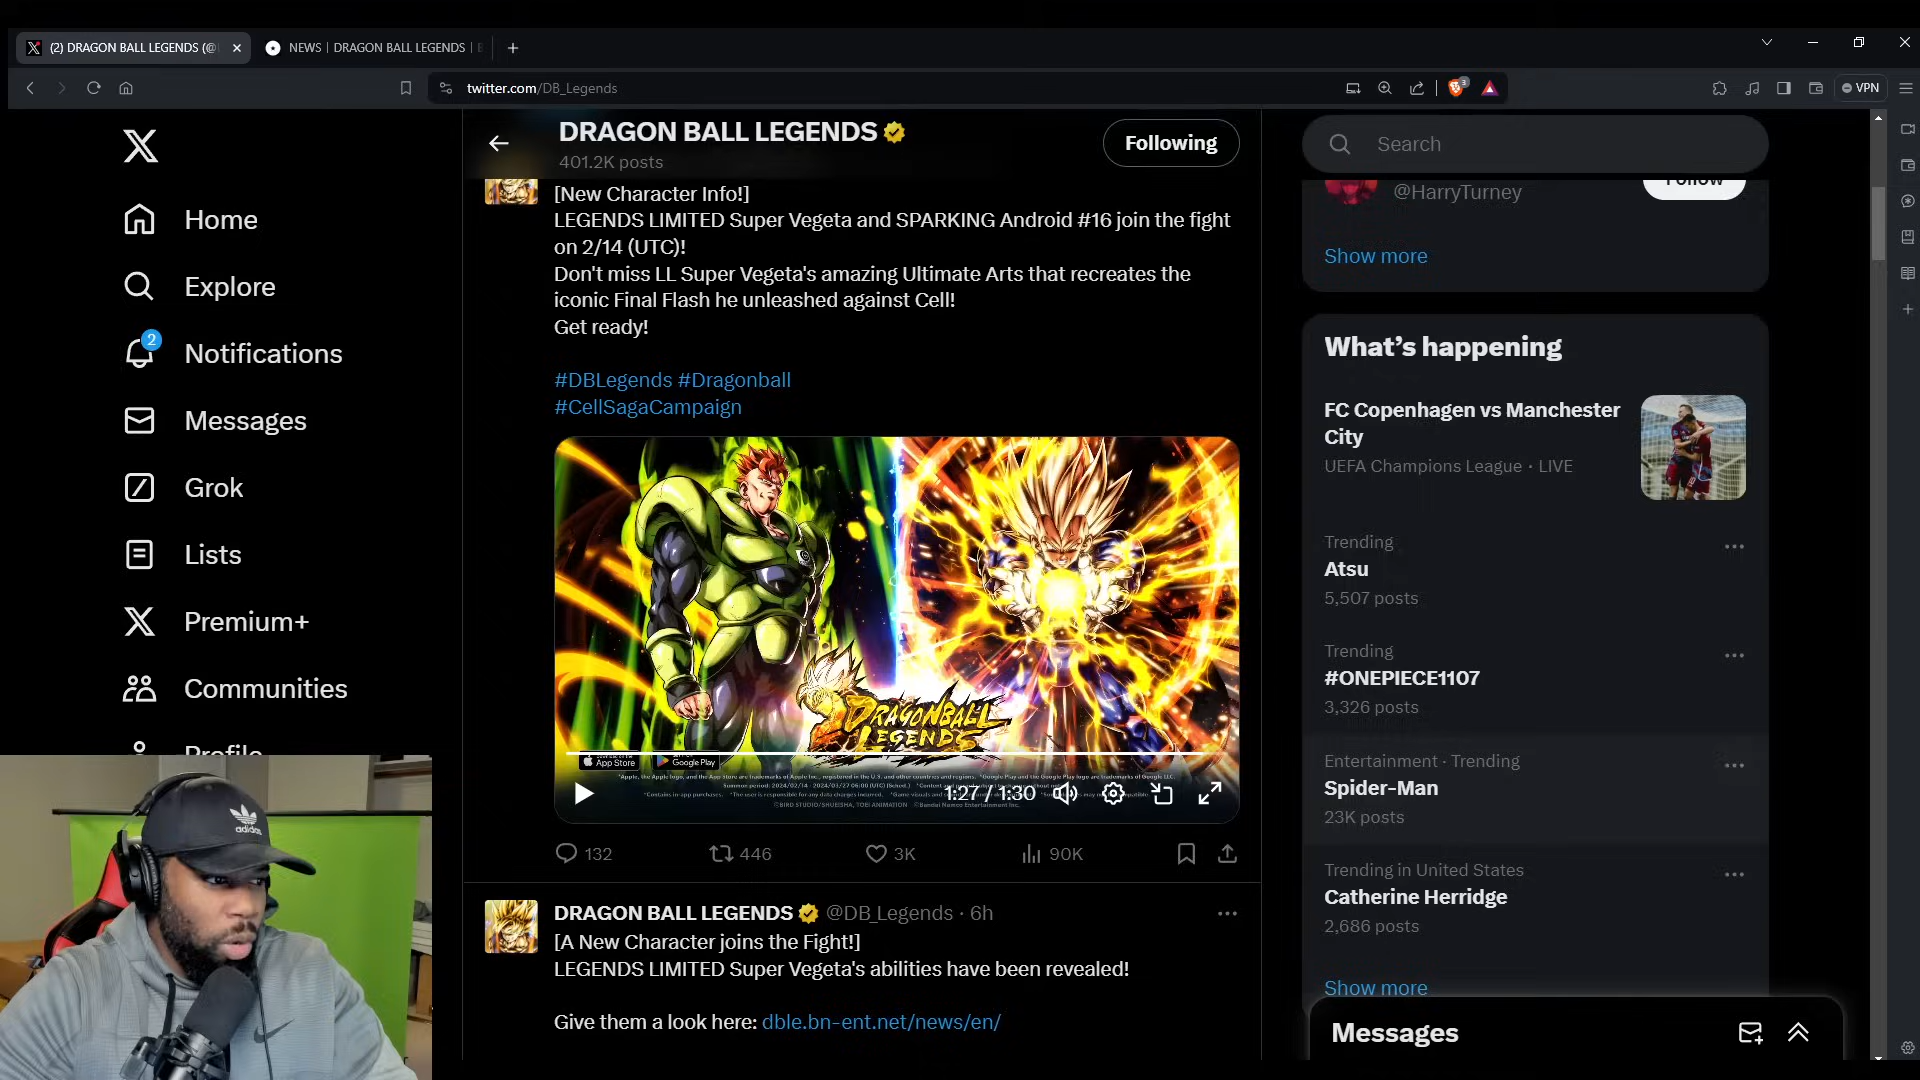 (2) DRAGON BALL LEGENDS (@
NEWS | DRAGON BALL LEGENDS |
twitter.com/DB_Legends
VPN
Home
Explore
2
Notifications
Messages
Grok
Lists
Premium+
Communities
Profile
DRAGON BALL LEGENDS
401.2K posts
Following
[New Character Info!]
LEGENDS LIMITED Super Vegeta and SPARKING Android #16 join the fight
on 2/14 (UTC)!
Don't miss LL Super Vegeta's amazing Ultimate Arts that recreates the
iconic Final Flash he unleashed against Cell!
Get ready!
#DBLegends #Dragonball
#CellSagaCampaign
DRAGONBALL
LEGENDS
App Store
Google Play
1:27 / 1:30
132
446
3K
90K
DRAGON BALL LEGENDS @DB_Legends · 6h
[A New Character joins the Fight!]
LEGENDS LIMITED Super Vegeta's abilities have been revealed!
Give them a look here: dble.bn-ent.net/news/en/
adidas
Search
@HarryTurney
Follow
Show more
What's happening
FC Copenhagen vs Manchester
City
UEFA Champions League · LIVE
Trending
Atsu
5,507 posts
Trending
#ONEPIECE1107
3,326 posts
Entertainment · Trending
Spider-Man
23K posts
Trending in United States
Catherine Herridge
2,686 posts
Show more
Messages